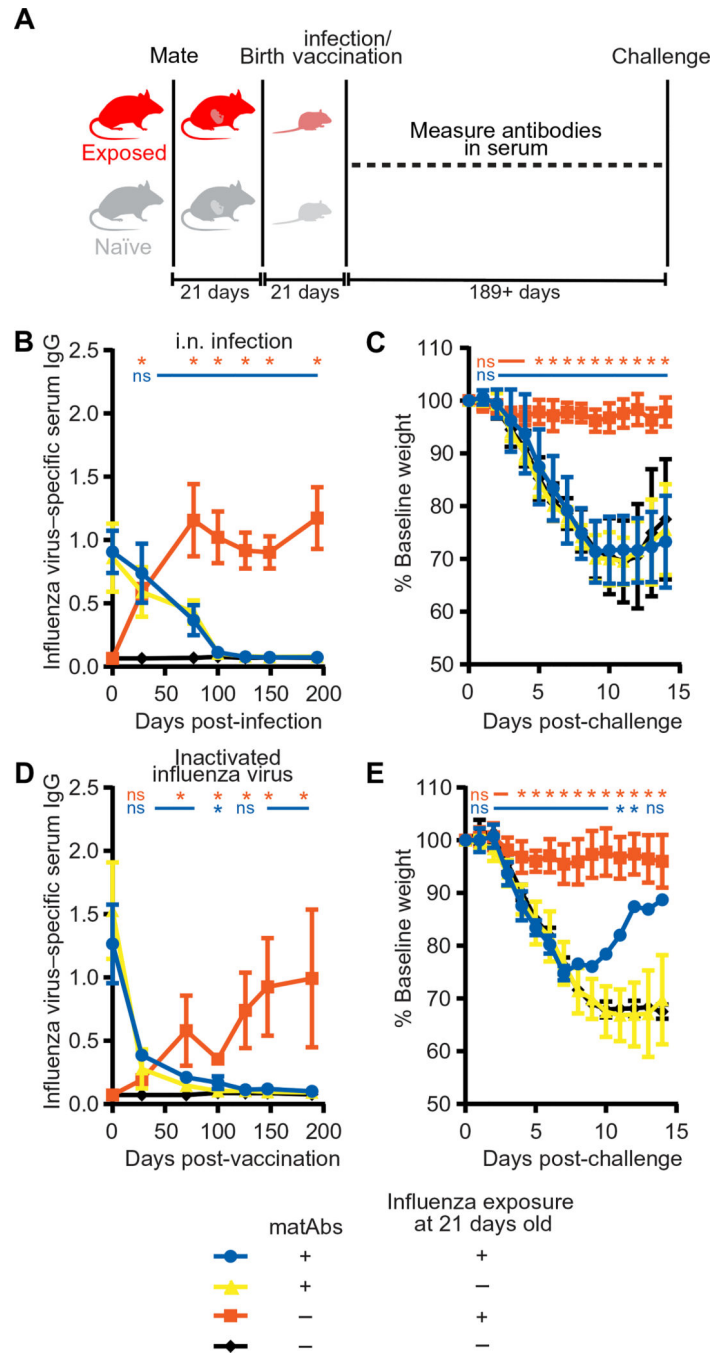 A
Mate
Birth
infection/
vaccination
Challenge
Exposed
Naïve
Measure antibodies
in serum
21 days
21 days
189+ days
B
i.n. infection
* * * * * *
ns
Influenza virus–specific serum IgG
2.5
2.0
1.5
1.0
0.5
0.0
0 50 100 150 200
Days post-infection
C
ns * * * * * * * * * *
ns
% Baseline weight
110
100
90
80
70
60
50
0 5 10 15
Days post-challenge
D
Inactivated
influenza virus
ns * * * * *
ns * ns
Influenza virus–specific serum IgG
2.5
2.0
1.5
1.0
0.5
0.0
0 50 100 150 200
Days post-vaccination
E
ns * * * * * * * * * * *
ns * * ns
% Baseline weight
110
100
90
80
70
60
50
0 5 10 15
Days post-challenge
matAbs
Influenza exposure
at 21 days old
+ +
+ –
– +
– –